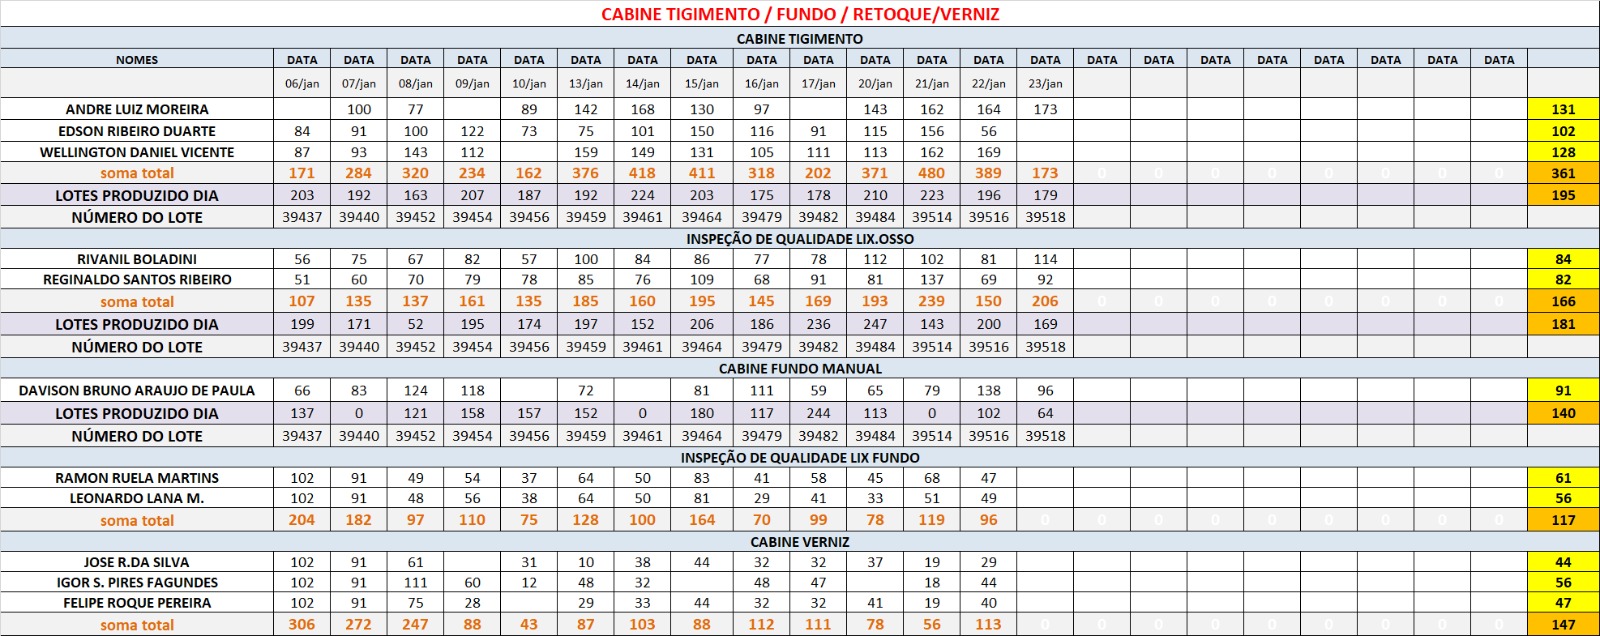 CABINE TIGIMENTO / FUNDO / RETOQUE/VERNIZ
CABINE TIGIMENTO
NOMES DATA DATA DATA DATA DATA DATA DATA DATA DATA DATA DATA DATA DATA DATA DATA DATA DATA DATA DATA DATA DATA DATA
06/jan 07/jan 08/jan 09/jan 10/jan 13/jan 14/jan 15/jan 16/jan 17/jan 20/jan 21/jan 22/jan 23/jan
ANDRE LUIZ MOREIRA 100 77 89 142 168 130 97 143 162 164 173 131
EDSON RIBEIRO DUARTE 84 91 100 122 73 75 101 150 116 91 115 156 56 102
WELLINGTON DANIEL VICENTE 87 93 143 112 159 149 131 105 111 113 162 169 128
soma total 171 284 320 234 162 376 418 411 318 202 371 480 389 173 0 0 0 0 0 0 0 0 361
LOTES PRODUZIDO DIA 203 192 163 207 187 192 224 203 175 178 210 223 196 179 195
NÚMERO DO LOTE 39437 39440 39452 39454 39456 39459 39461 39464 39479 39482 39484 39514 39516 39518
INSPEÇÃO DE QUALIDADE LIX.OSSO
RIVANIL BOLADINI 56 75 67 82 57 100 84 86 77 78 112 102 81 114 84
REGINALDO SANTOS RIBEIRO 51 60 70 79 78 85 76 109 68 91 81 137 69 92 82
soma total 107 135 137 161 135 185 160 195 145 169 193 239 150 206 0 0 0 0 0 0 0 0 166
LOTES PRODUZIDO DIA 199 171 52 195 174 197 152 206 186 236 247 143 200 169 181
NÚMERO DO LOTE 39437 39440 39452 39454 39456 39459 39461 39464 39479 39482 39484 39514 39516 39518
CABINE FUNDO MANUAL
DAVISON BRUNO ARAUJO DE PAULA 66 83 124 118 72 81 111 59 65 79 138 96 91
LOTES PRODUZIDO DIA 137 0 121 158 157 152 0 180 117 244 113 0 102 64 140
NÚMERO DO LOTE 39437 39440 39452 39454 39456 39459 39461 39464 39479 39482 39484 39514 39516 39518
INSPEÇÃO DE QUALIDADE LIX FUNDO
RAMON RUELA MARTINS 102 91 49 54 37 64 50 83 41 58 45 68 47 61
LEONARDO LANA M. 102 91 48 56 38 64 50 81 29 41 33 51 49 56
soma total 204 182 97 110 75 128 100 164 70 99 78 119 96 0 0 0 0 0 0 0 0 0 117
CABINE VERNIZ
JOSE R.DA SILVA 102 91 61 31 10 38 44 32 32 37 19 29 44
IGOR S. PIRES FAGUNDES 102 91 111 60 12 48 32 48 47 18 44 56
FELIPE ROQUE PEREIRA 102 91 75 28 29 33 44 32 32 41 19 40 47
soma total 306 272 247 88 43 87 103 88 112 111 78 56 113 0 0 0 0 0 0 0 0 0 147